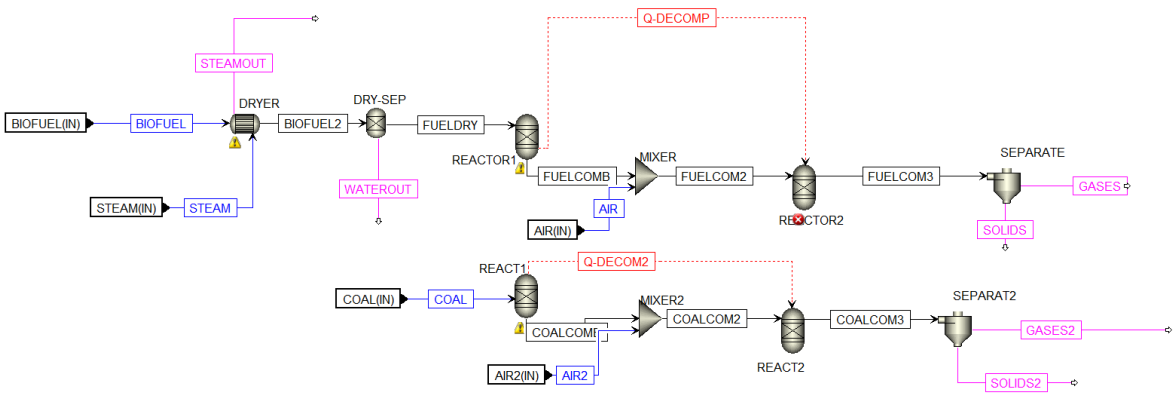 Q-DECOMP
STEAMOUT
DRYER
DRY-SEP
BIOFUEL(IN)
BIOFUEL
BIOFUEL2
FUELDRY
REACTOR1
MIXER
SEPARATE
FUELCOMB
FUELCOM2
FUELCOM3
GASES
WATEROUT
STEAM(IN)
STEAM
AIR
REACTOR2
AIR(IN)
SOLIDS
Q-DECOM2
REACT1
COAL(IN)
COAL
MIXER2
SEPARAT2
COALCOMB
COALCOM2
COALCOM3
GASES2
REACT2
AIR2(IN)
AIR2
SOLIDS2